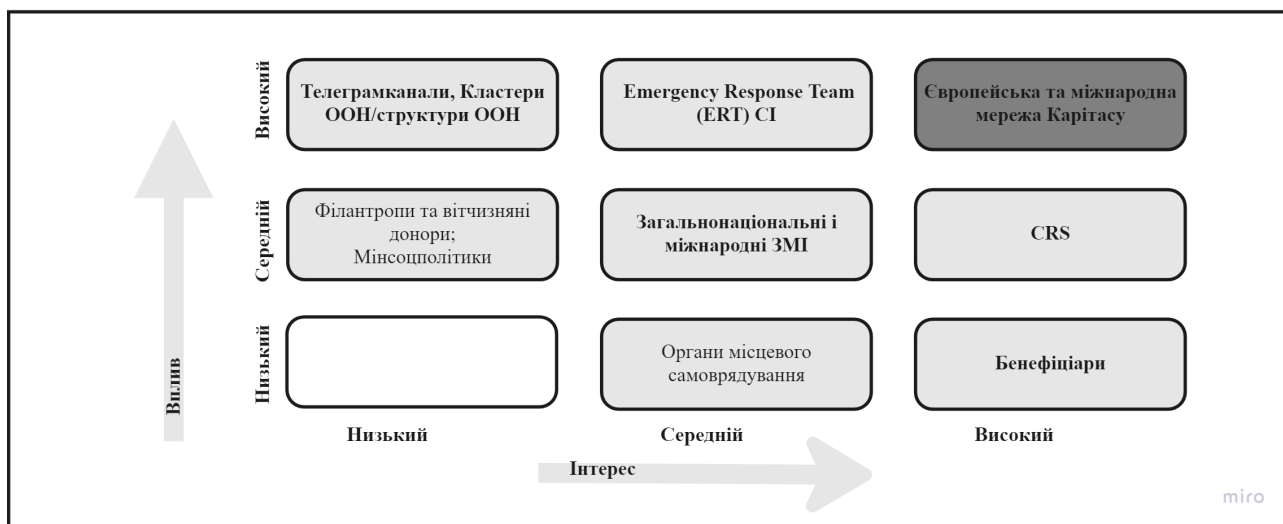 Високий
Телеграмканали, Кластери
ООН/структури ООН
Emergency Response Team
(ERT) CI
Європейська та міжнародна
мережа Карітасу
Середній
Філантропи та вітчизняні
донори;
Мінсоцполітики
Загальнонаціональні і
міжнародні ЗМІ
CRS
Низький
Органи місцевого
самоврядування
Бенефіціари
Вплив
Низький
Середній
Високий
Інтерес
miro